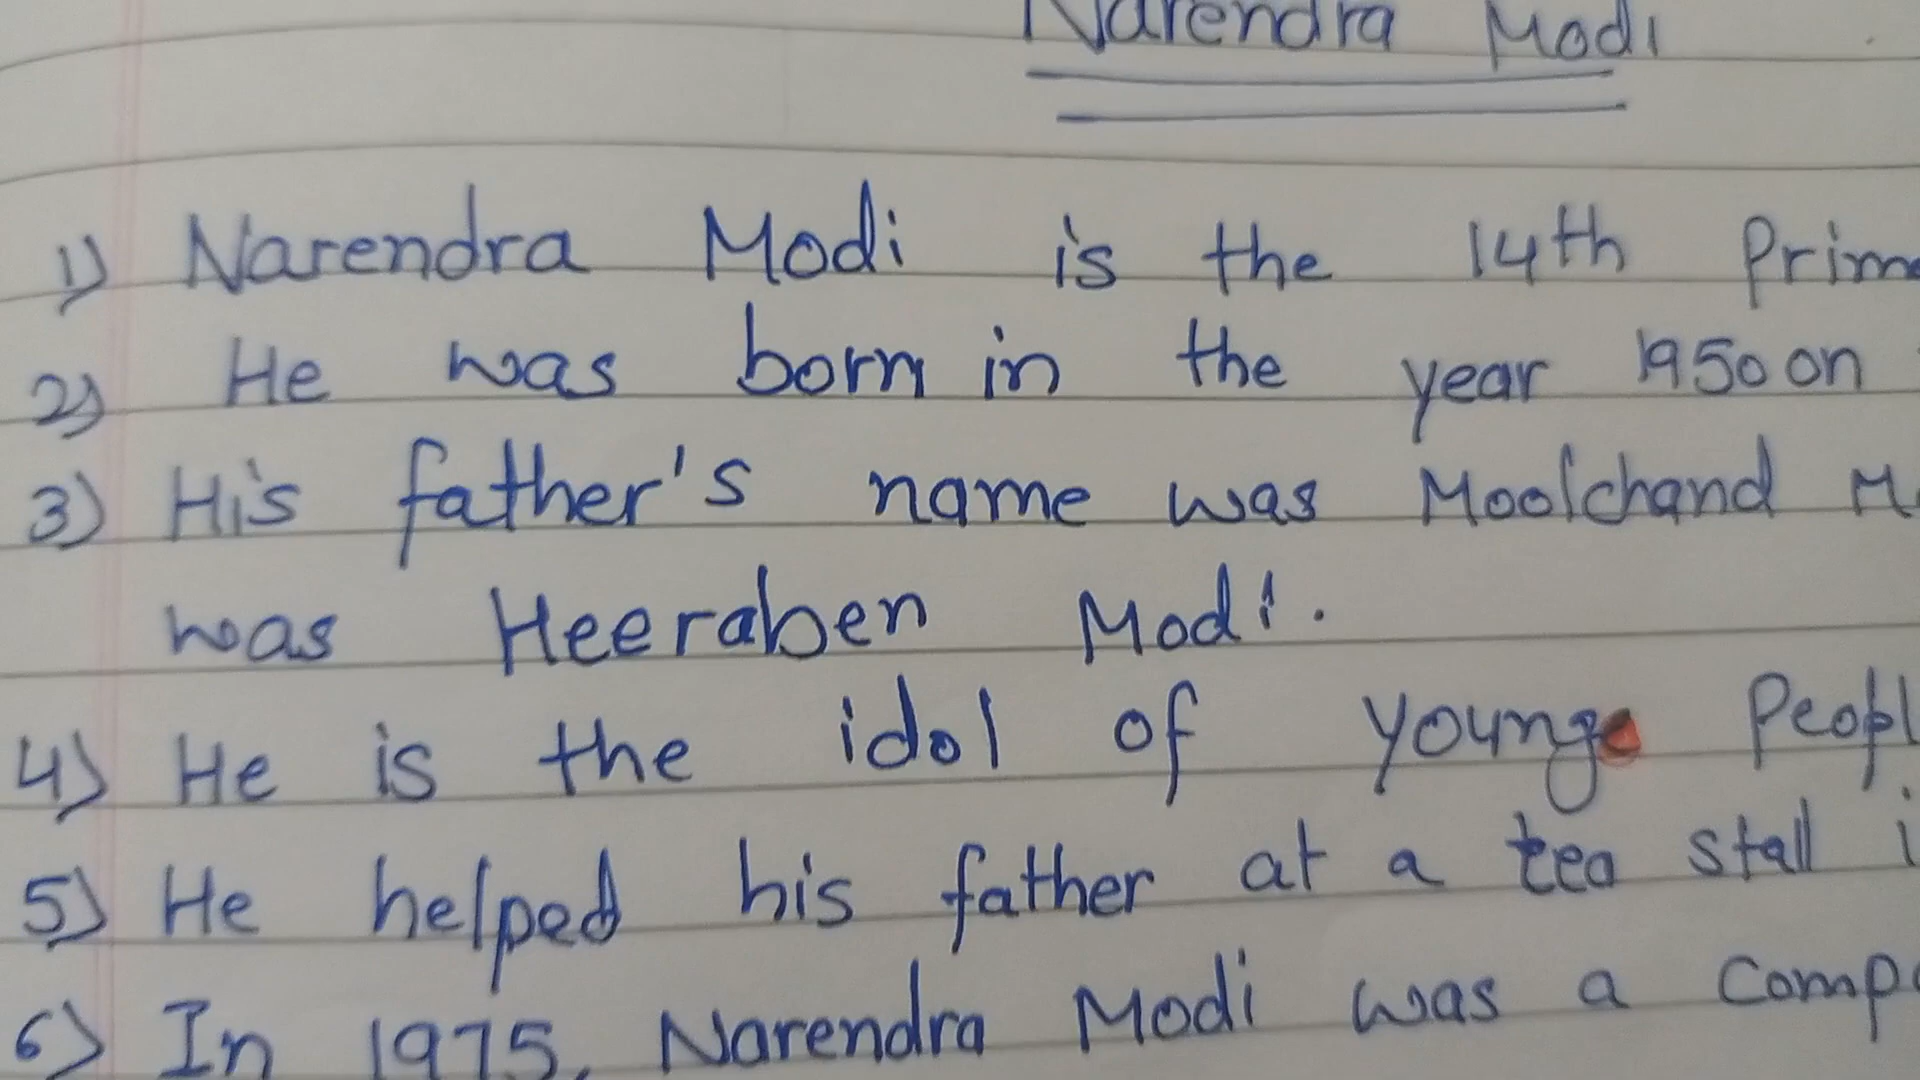 Narendra Modi
1) Narendra Modi is the 14th Prim
2) He was born in the year 1950 on
3) His father's name was Moolchand M
was Heeraben Modi.
4) He is the idol of young Peopl
5) He helped his father at a tea stall i
6) In 1975, Narendra Modi was a comp